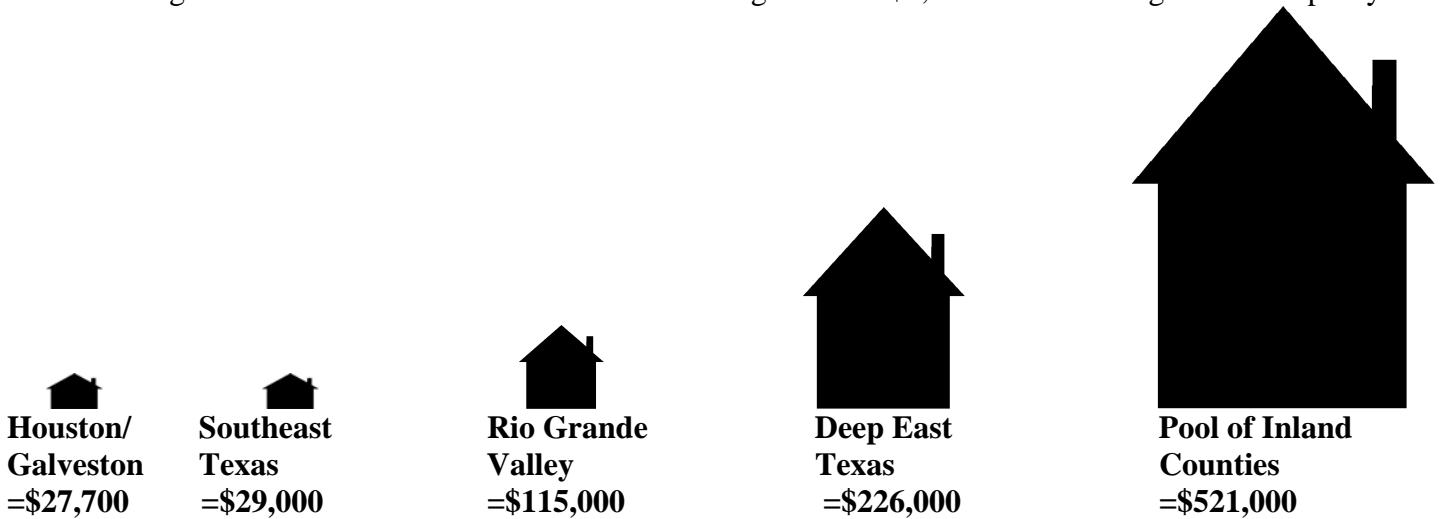 Houston/ Southeast Rio Grande Deep East Pool of Inland
Galveston Texas Valley Texas Counties
=$27,700 =$29,000 =$115,000 =$226,000 =$521,000